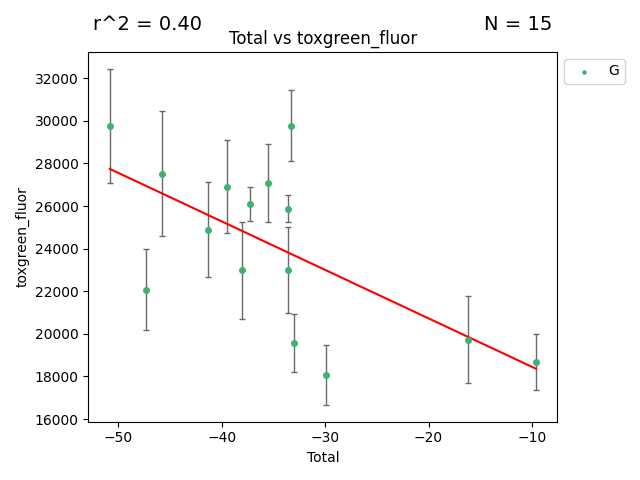 r^2 = 0.40
N = 15
Total vs toxgreen_fluor
G
32000
30000
28000
26000
24000
22000
20000
18000
16000
toxgreen_fluor
−50
−40
−30
−20
−10
Total